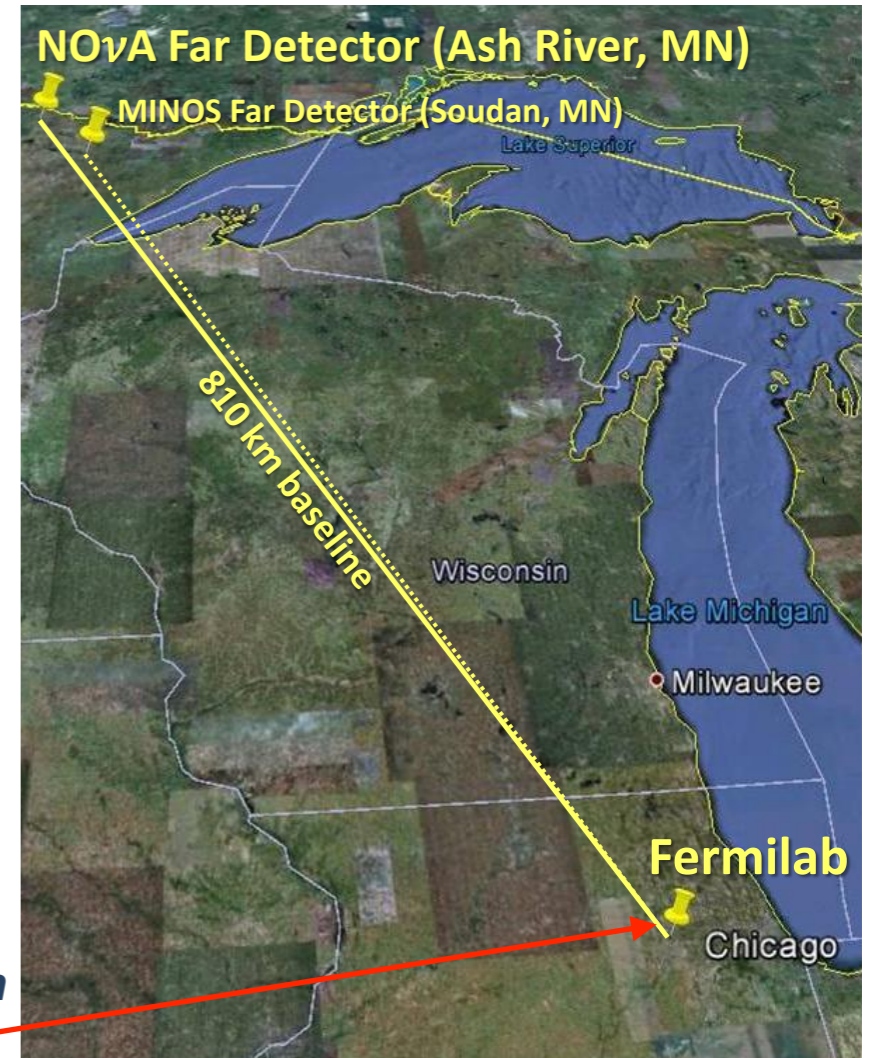 NOνA Far Detector (Ash River, MN)
MINOS Far Detector (Soudan, MN)
Lake Superior
810 km baseline
Wisconsin
Lake Michigan
Milwaukee
Fermilab
Chicago